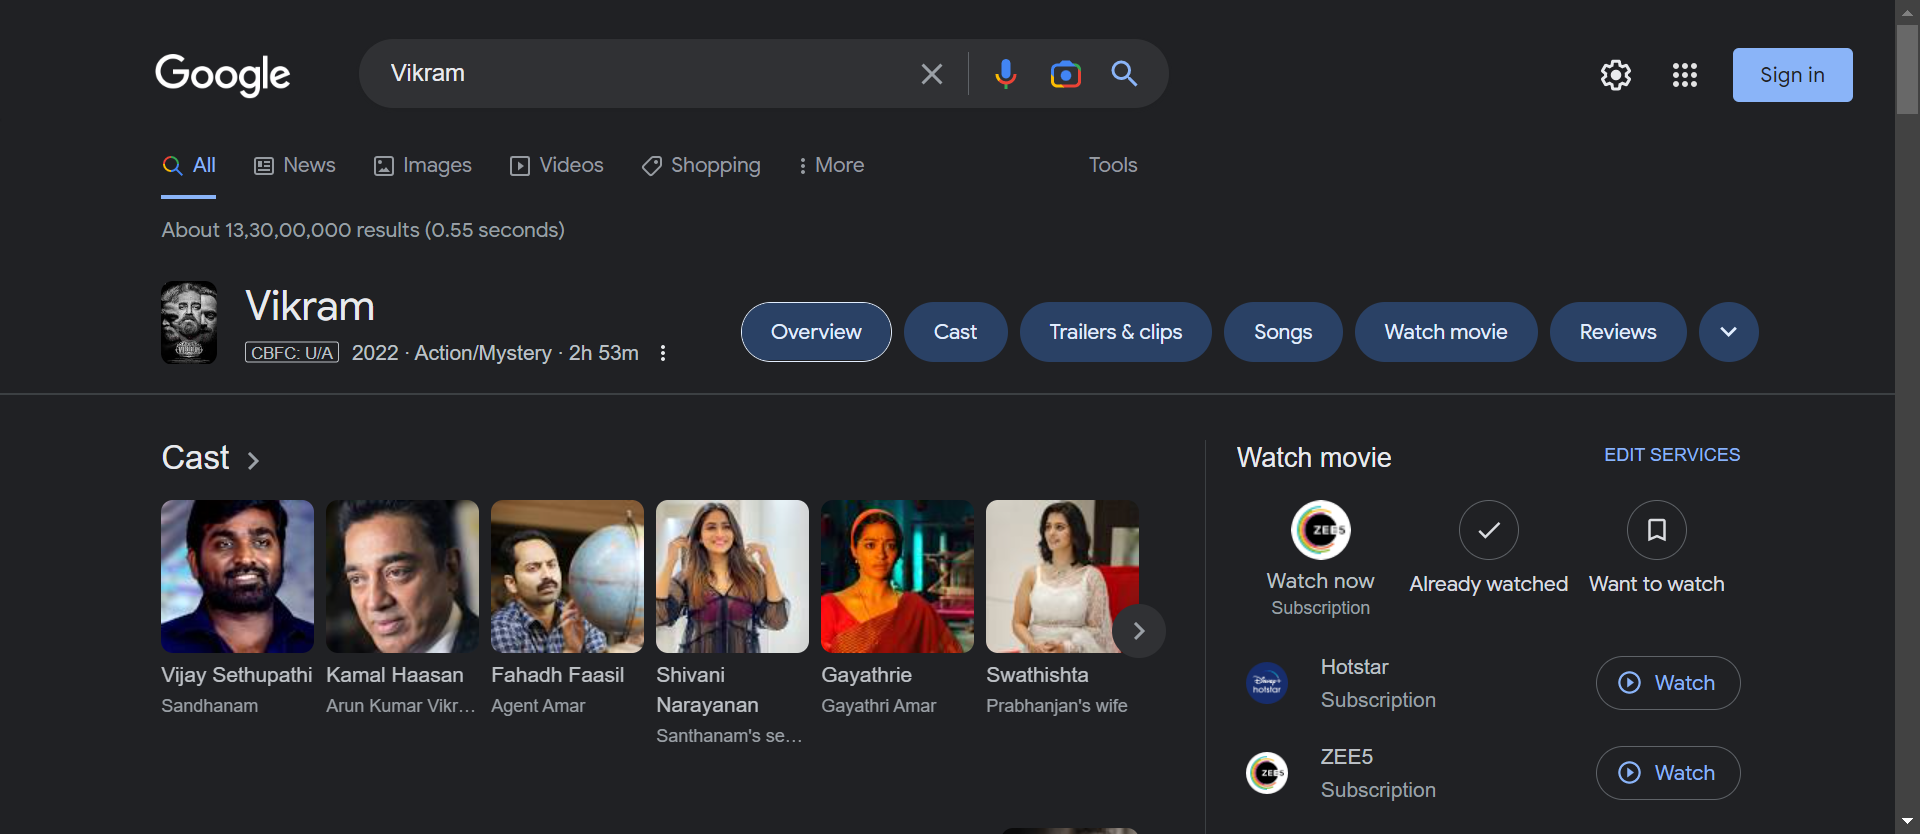 Google
Vikram
Sign in
All
News
Images
Videos
Shopping
More
Tools
About 13,30,00,000 results (0.55 seconds)
Vikram
CBFC: U/A 2022 · Action/Mystery · 2h 53m
Overview
Cast
Trailers & clips
Songs
Watch movie
Reviews
Cast
Vijay Sethupathi
Sandhanam
Kamal Haasan
Arun Kumar Vikr...
Fahadh Faasil
Agent Amar
Shivani
Narayanan
Santhanam's se...
Gayathrie
Gayathri Amar
Swathishta
Prabhanjan's wife
Watch movie
EDIT SERVICES
ZEE5
Watch now
Subscription
Already watched
Want to watch
Disney+
hotstar
Hotstar
Subscription
Watch
ZEE5
ZEE5
Subscription
Watch